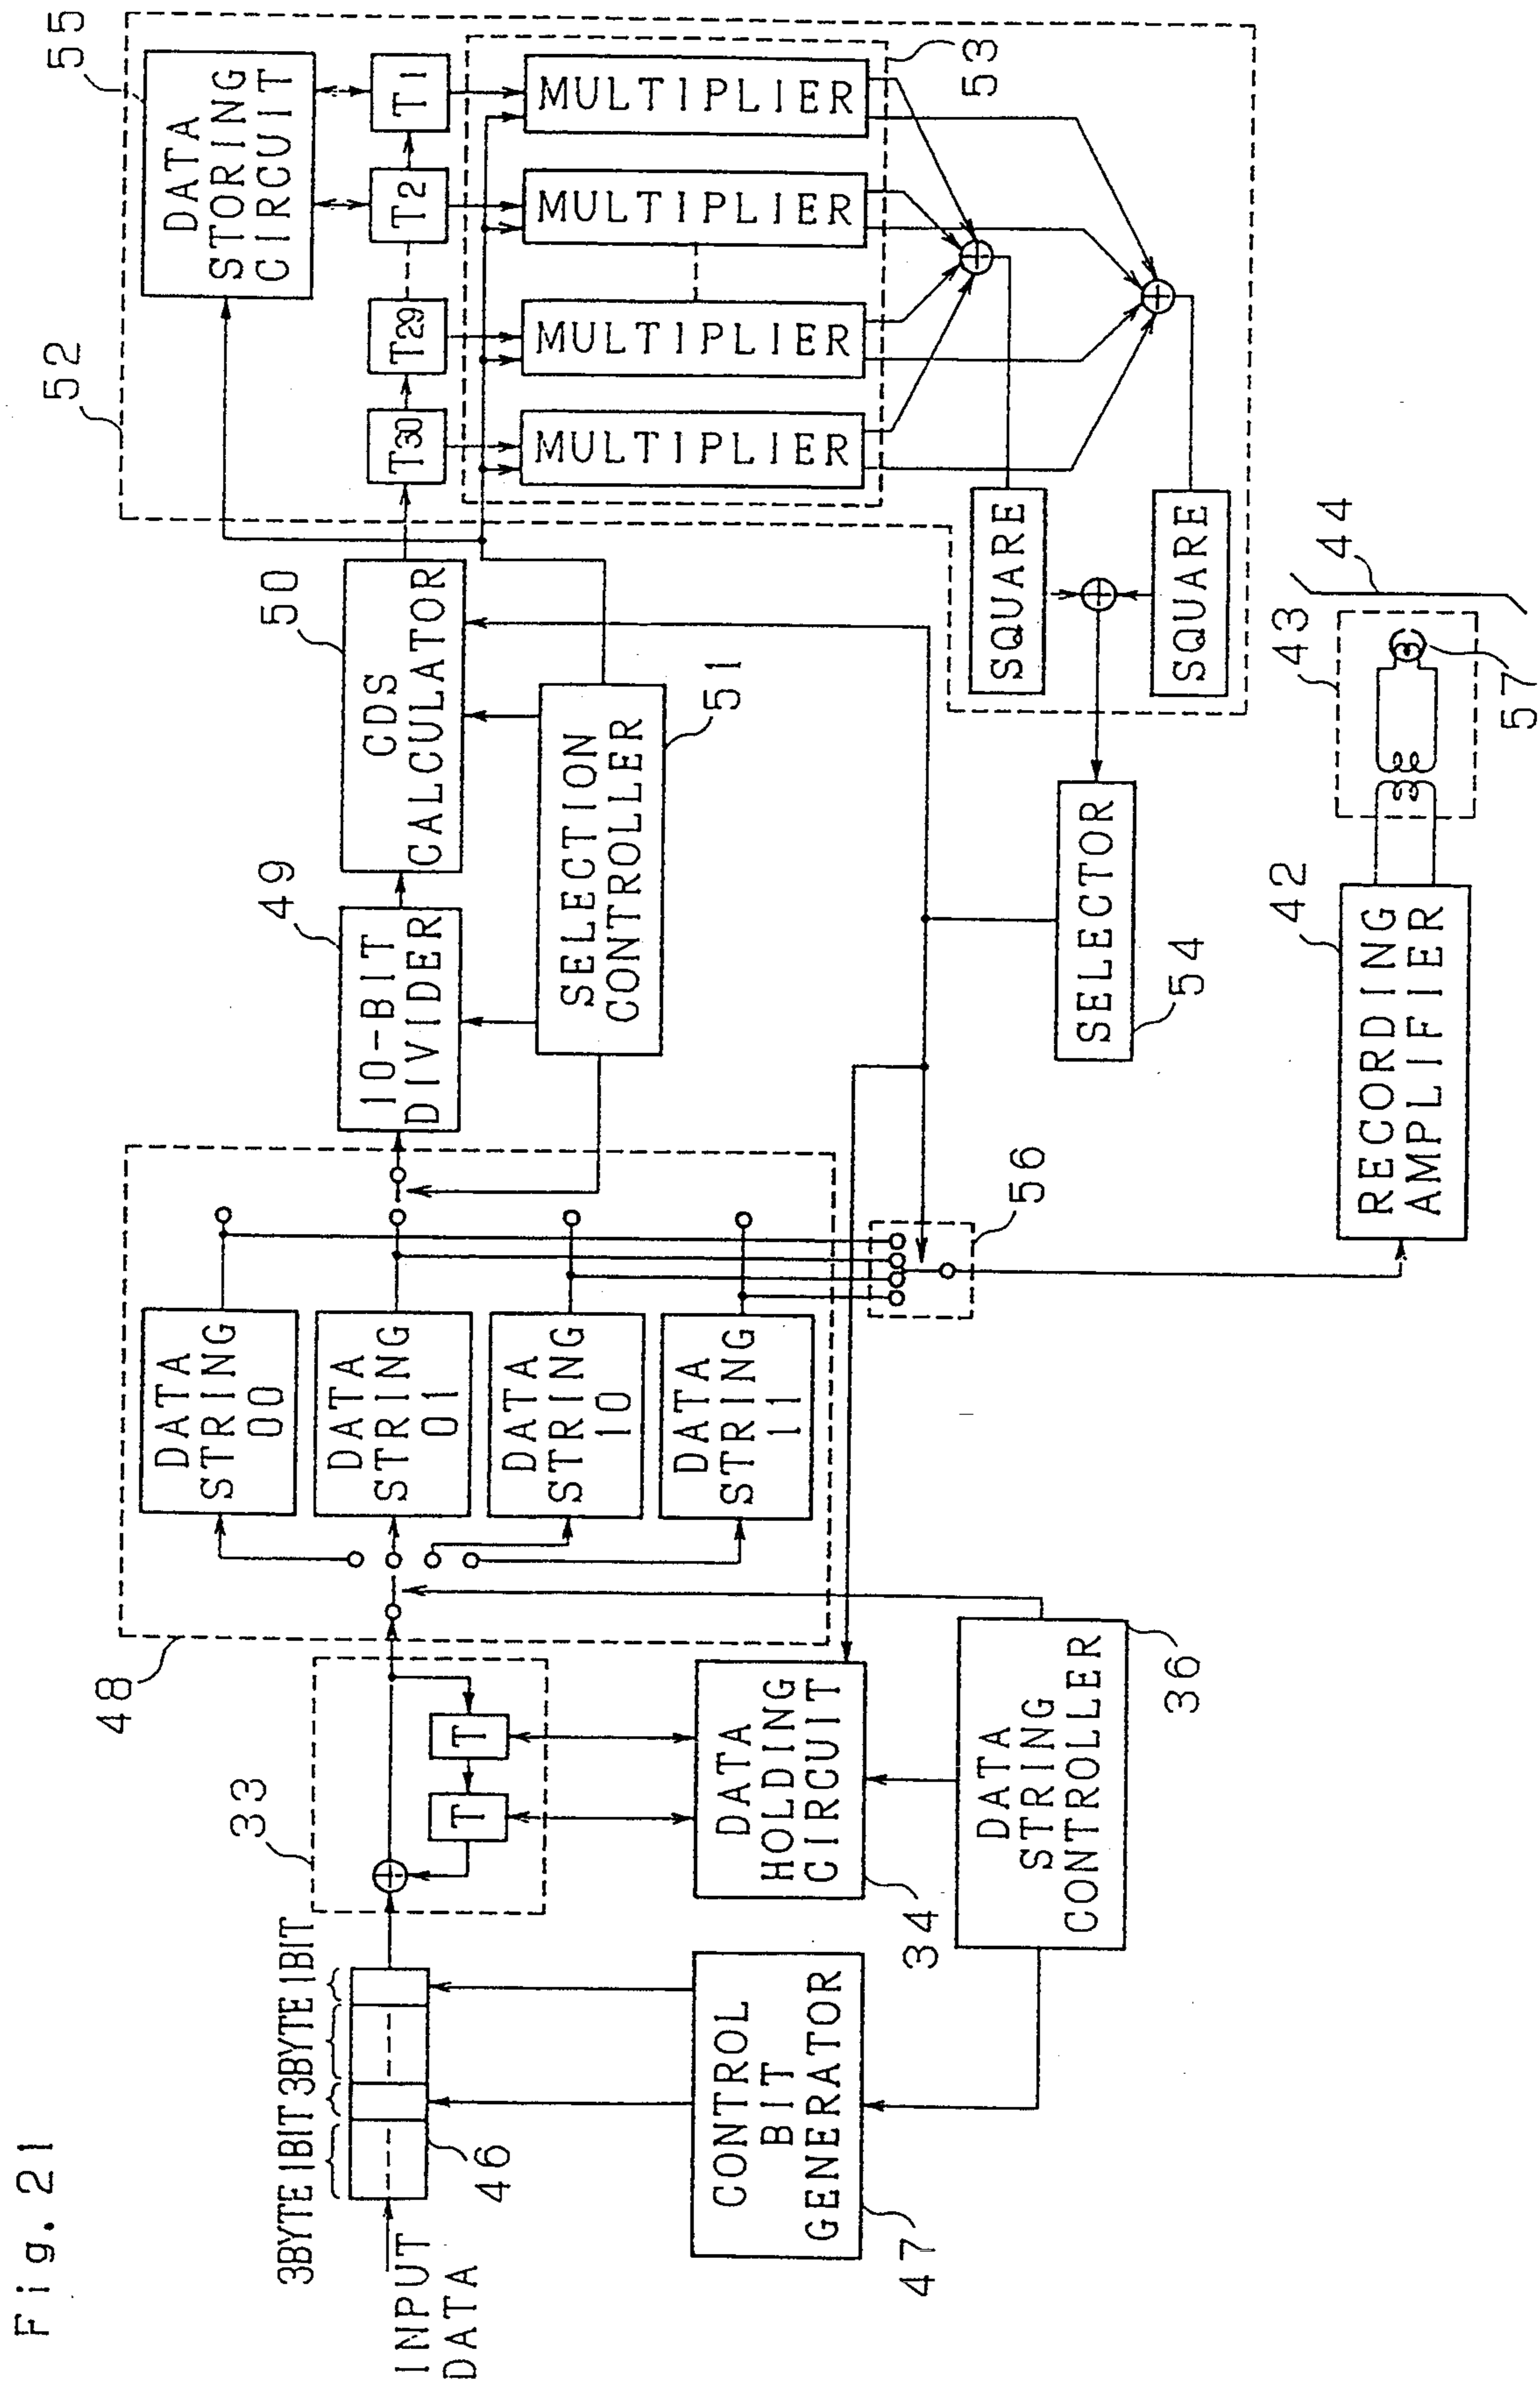 Fig. 21
3BYTE 1BIT 3BYTE 1BIT
INPUT
DATA
46
CONTROL
BIT
GENERATOR
47
33
T
T
DATA
HOLDING
CIRCUIT
34
DATA
STRING
CONTROLLER
36
48
DATA
STRING
00
DATA
STRING
01
DATA
STRING
10
DATA
STRING
11
56
49
10-BIT
DIVIDER
50
CDS
CALCULATOR
SELECTION
CONTROLLER
51
52
55
DATA
STORING
CIRCUIT
T30
T29
T2
T1
MULTIPLIER
MULTIPLIER
MULTIPLIER
MULTIPLIER
53
SQUARE
SQUARE
SELECTOR
54
42
RECORDING
AMPLIFIER
43
44
57